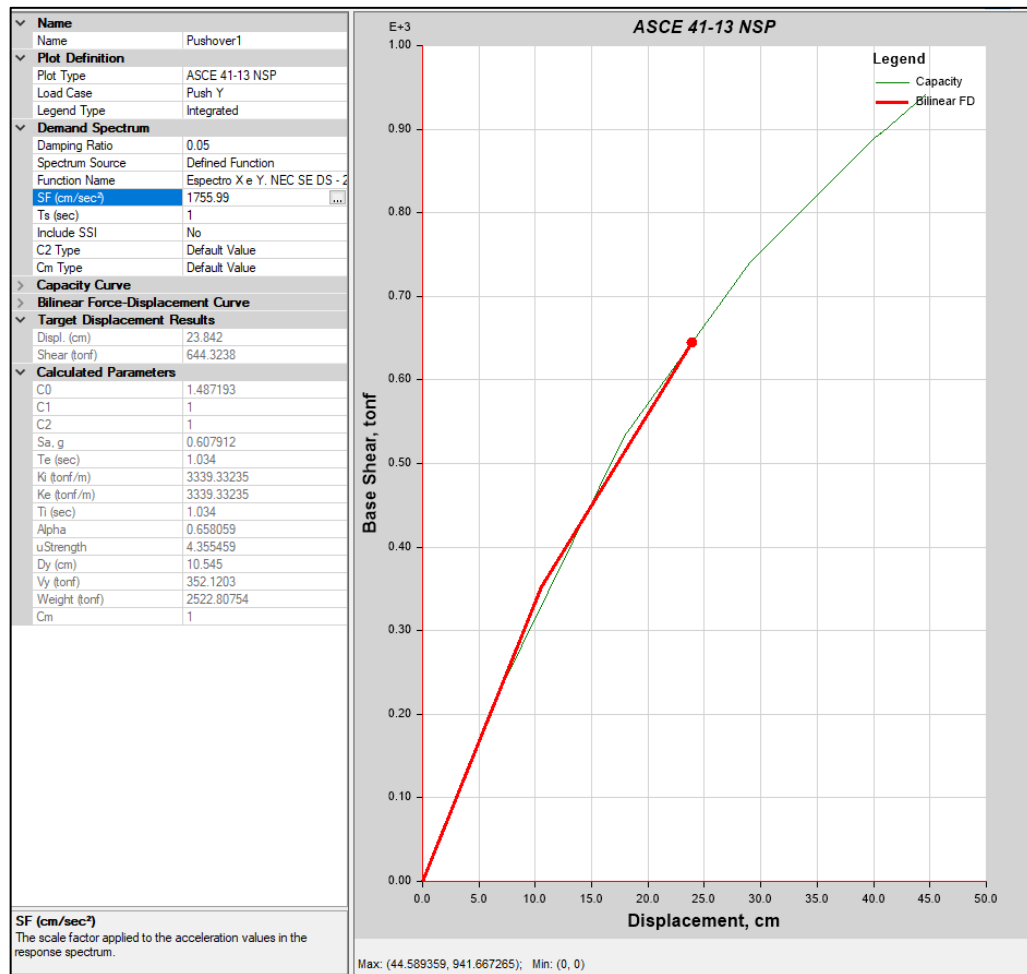 Name
Name Pushover1
Plot Definition
Plot Type ASCE 41-13 NSP
Load Case Push Y
Legend Type Integrated
Demand Spectrum
Damping Ratio 0.05
Spectrum Source Defined Function
Function Name Espectro X e Y. NEC SE DS - 2
SF (cm/sec²) 1755.99 ...
Ts (sec) 1
Include SSI No
C2 Type Default Value
Cm Type Default Value
Capacity Curve
Bilinear Force-Displacement Curve
Target Displacement Results
Displ. (cm) 23.842
Shear (tonf) 644.3238
Calculated Parameters
C0 1.487193
C1 1
C2 1
Sa, g 0.607912
Te (sec) 1.034
Ki (tonf/m) 3339.33235
Ke (tonf/m) 3339.33235
Ti (sec) 1.034
Alpha 0.658059
uStrength 4.355459
Dy (cm) 10.545
Vy (tonf) 352.1203
Weight (tonf) 2522.80754
Cm 1
SF (cm/sec²)
The scale factor applied to the acceleration values in the
response spectrum.
ASCE 41-13 NSP
E+3
1.00
0.90
0.80
0.70
0.60
0.50
0.40
0.30
0.20
0.10
0.00
Base Shear, tonf
Legend
Capacity
Bilinear FD
0.0 5.0 10.0 15.0 20.0 25.0 30.0 35.0 40.0 45.0 50.0
Displacement, cm
Max: (44.589359, 941.667265); Min: (0, 0)